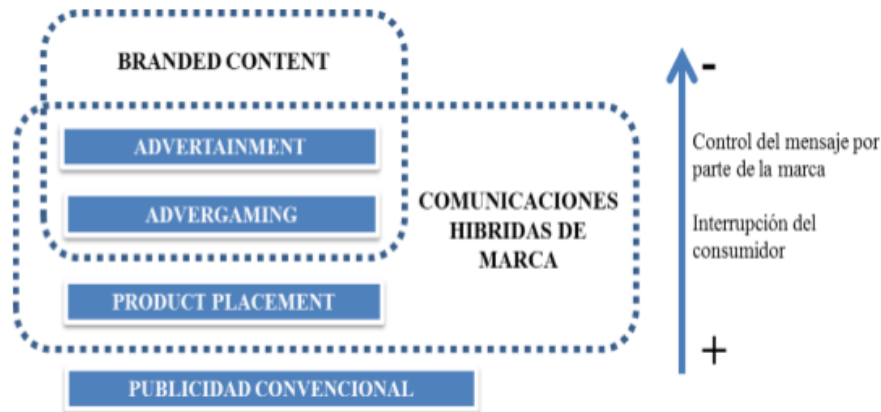 BRANDED CONTENT
ADVERTAINMENT
ADVERGAMING
COMUNICACIONES
HIBRIDAS DE
MARCA
PRODUCT PLACEMENT
PUBLICIDAD CONVENCIONAL
-
Control del mensaje por
parte de la marca
Interrupción del
consumidor
+